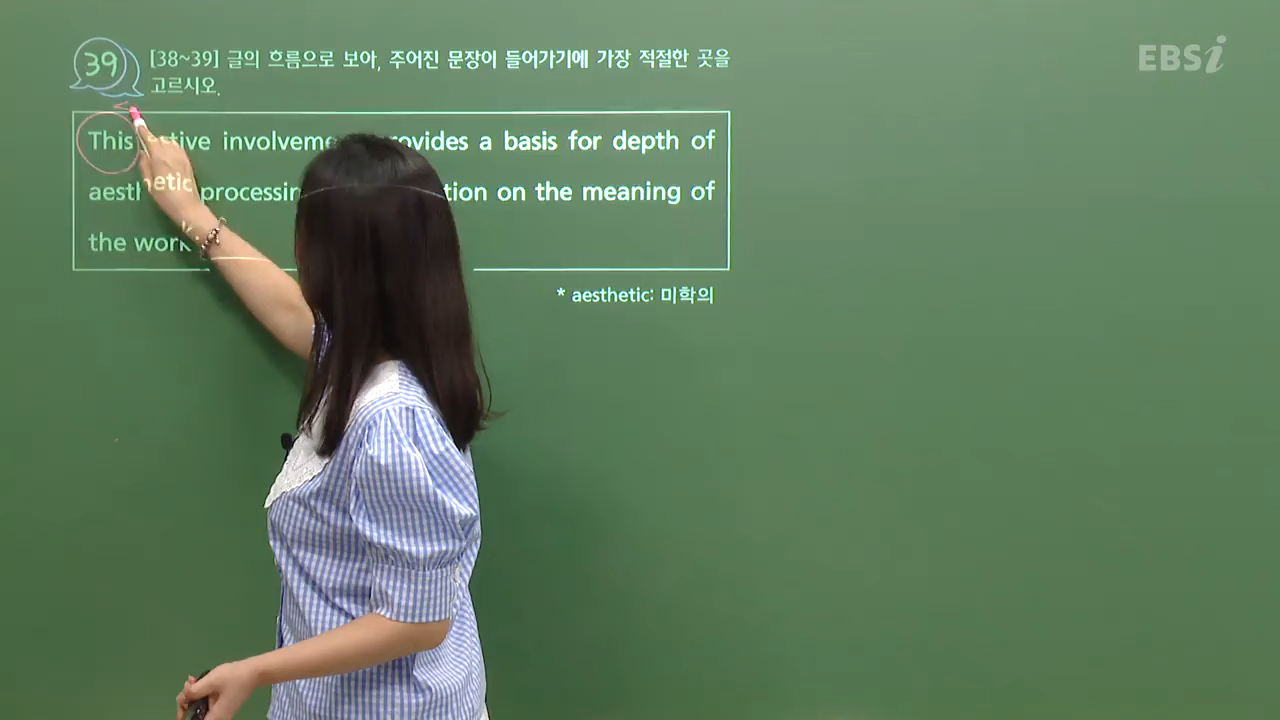 39
[38~39] 글의 흐름으로 보아, 주어진 문장이 들어가기에 가장 적절한 곳을
고르시오.
EBSi
This involveme provides a basis for depth of
processin on the meaning of
the work
* aesthetic: 미학의